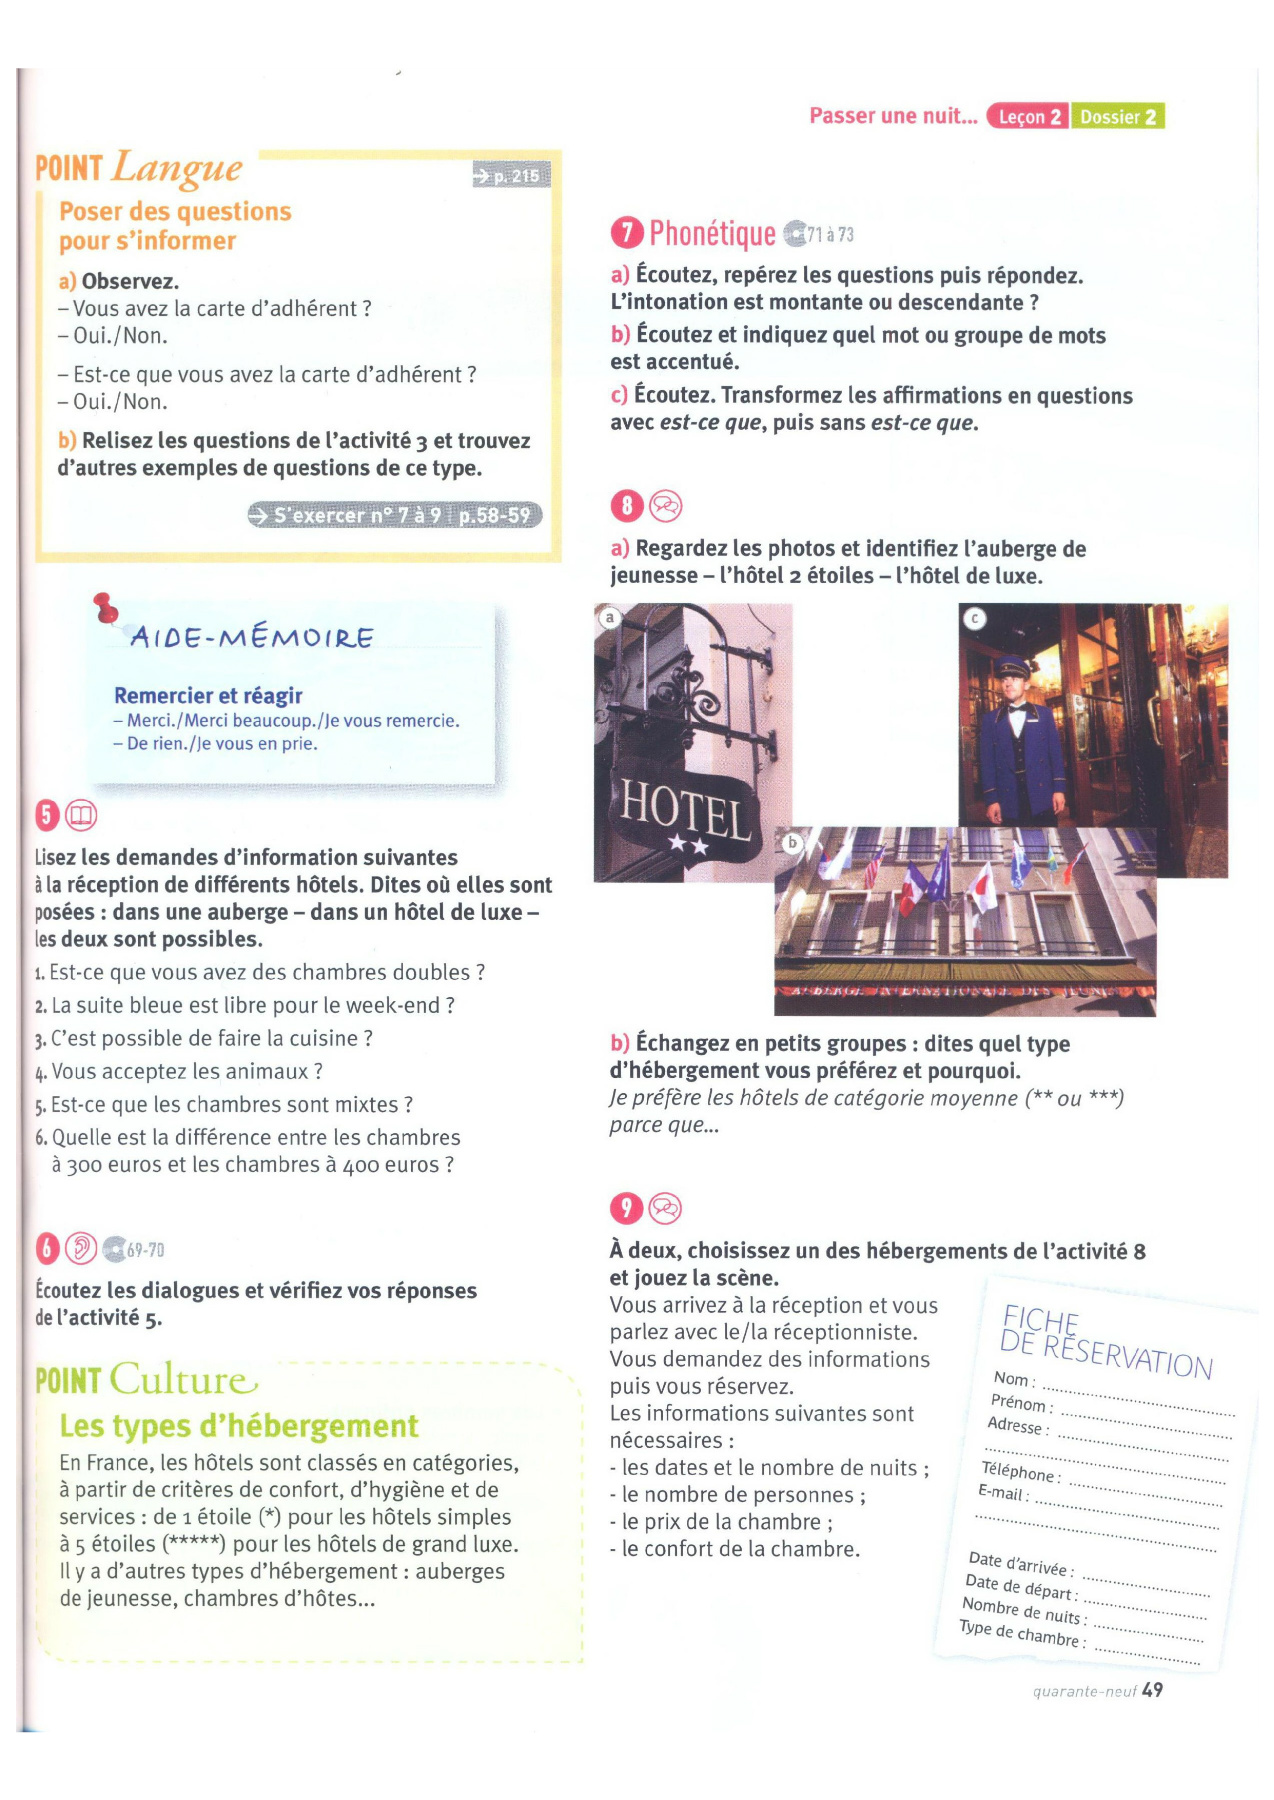 Passer une nuit... Leçon 2 Dossier 2
POINT Langue
→ p. 215
Poser des questions
pour s'informer
a) Observez.
– Vous avez la carte d'adhérent ?
– Oui./Non.
– Est-ce que vous avez la carte d'adhérent ?
– Oui./Non.
b) Relisez les questions de l'activité 3 et trouvez
d'autres exemples de questions de ce type.
→ S'exercer n° 7 à 9 | p.58-59
AIDE-MÉMOIRE
Remercier et réagir
– Merci./Merci beaucoup./Je vous remercie.
– De rien./Je vous en prie.
5
Lisez les demandes d'information suivantes
à la réception de différents hôtels. Dites où elles sont
posées : dans une auberge – dans un hôtel de luxe –
les deux sont possibles.
1. Est-ce que vous avez des chambres doubles ?
2. La suite bleue est libre pour le week-end ?
3. C'est possible de faire la cuisine ?
4. Vous acceptez les animaux ?
5. Est-ce que les chambres sont mixtes ?
6. Quelle est la différence entre les chambres
à 300 euros et les chambres à 400 euros ?
6 69-70
Écoutez les dialogues et vérifiez vos réponses
de l'activité 5.
POINT Culture
Les types d'hébergement
En France, les hôtels sont classés en catégories,
à partir de critères de confort, d'hygiène et de
services : de 1 étoile (*) pour les hôtels simples
à 5 étoiles (*****) pour les hôtels de grand luxe.
Il y a d'autres types d'hébergement : auberges
de jeunesse, chambres d'hôtes...
7 Phonétique 71 à 73
a) Écoutez, repérez les questions puis répondez.
L'intonation est montante ou descendante ?
b) Écoutez et indiquez quel mot ou groupe de mots
est accentué.
c) Écoutez. Transformez les affirmations en questions
avec est-ce que, puis sans est-ce que.
8
a) Regardez les photos et identifiez l'auberge de
jeunesse – l'hôtel 2 étoiles – l'hôtel de luxe.
a
HOTEL
★★
c
b
AUBERGE INTERNATIONALE DES JEUNES
b) Échangez en petits groupes : dites quel type
d'hébergement vous préférez et pourquoi.
Je préfère les hôtels de catégorie moyenne (** ou ***)
parce que...
9
À deux, choisissez un des hébergements de l'activité 8
et jouez la scène.
Vous arrivez à la réception et vous
parlez avec le/la réceptionniste.
Vous demandez des informations
puis vous réservez.
Les informations suivantes sont
nécessaires :
- les dates et le nombre de nuits ;
- le nombre de personnes ;
- le prix de la chambre ;
- le confort de la chambre.
FICHE
DE RÉSERVATION
Nom :
Prénom :
Adresse :
Téléphone :
E-mail :
Date d'arrivée :
Date de départ :
Nombre de nuits :
Type de chambre :
quarante-neuf 49